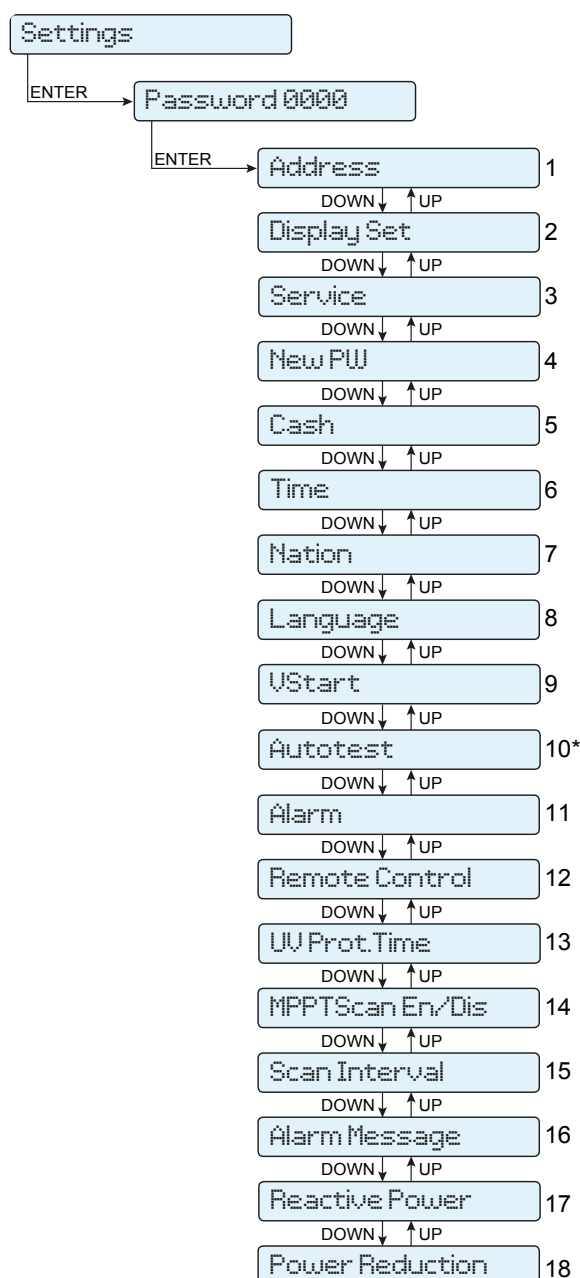 Settings
ENTER
Password 0000
ENTER
Address 1
DOWN UP
Display Set 2
DOWN UP
Service 3
DOWN UP
New PW 4
DOWN UP
Cash 5
DOWN UP
Time 6
DOWN UP
Nation 7
DOWN UP
Language 8
DOWN UP
VStart 9
DOWN UP
Autotest 10*
DOWN UP
Alarm 11
DOWN UP
Remote Control 12
DOWN UP
UV Prot.Time 13
DOWN UP
MPPTScan En/Dis 14
DOWN UP
Scan Interval 15
DOWN UP
Alarm Message 16
DOWN UP
Reactive Power 17
DOWN UP
Power Reduction 18